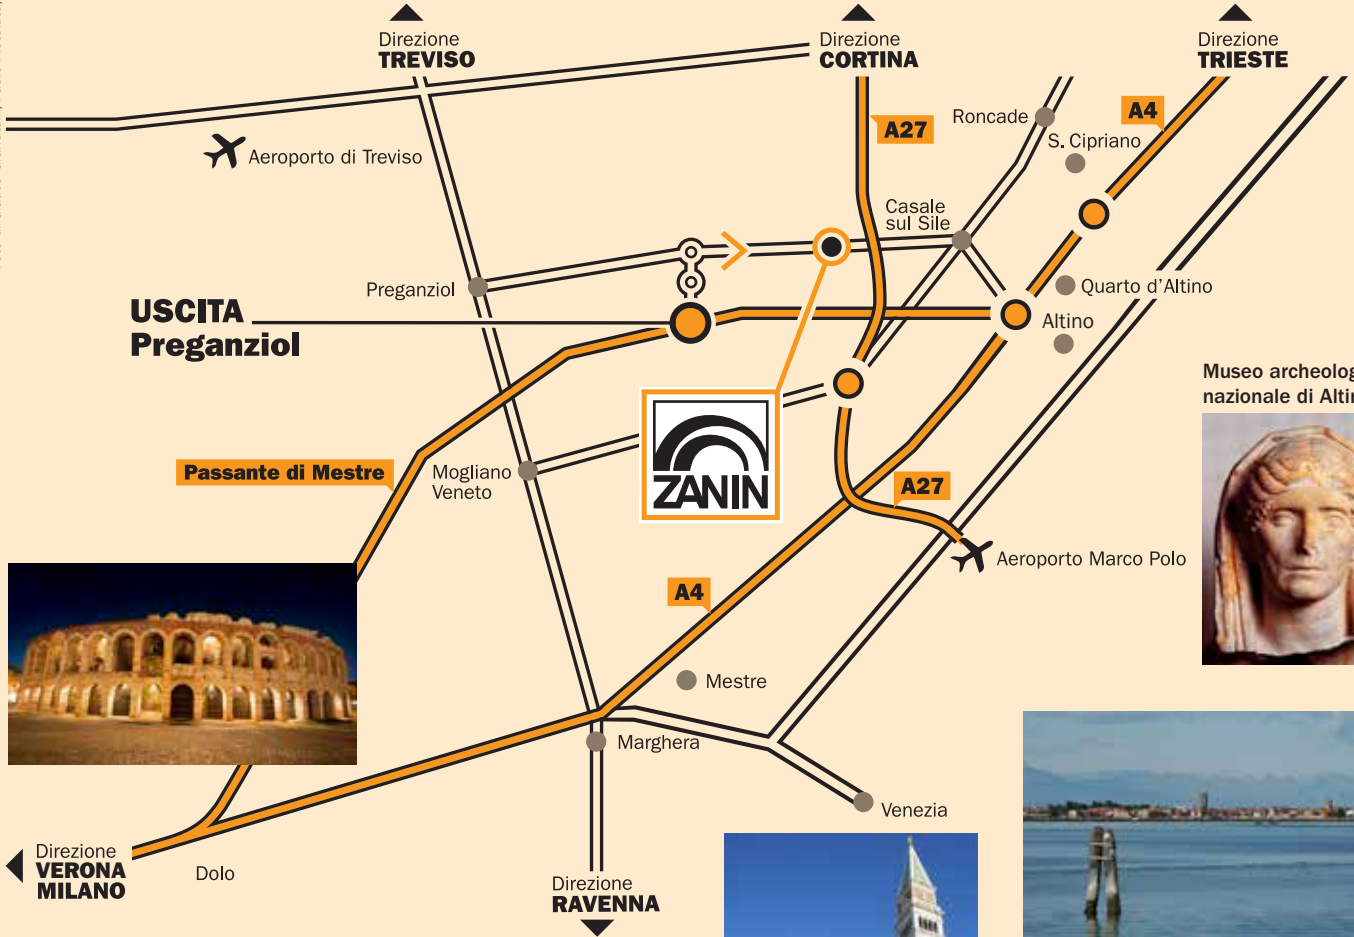 Direzione
TREVISO
Direzione
CORTINA
Direzione
TRIESTE
A27
Roncade
A4
S. Cipriano
Aeroporto di Treviso
Casale
sul Sile
Preganziol
Quarto d'Altino
USCITA
Preganziol
Altino
Museo archeolog
nazionale di Altin
Passante di Mestre
Mogliano
Veneto
ZANIN
A27
Aeroporto Marco Polo
A4
Mestre
Marghera
Venezia
Direzione
VERONA
MILANO
Dolo
Direzione
RAVENNA